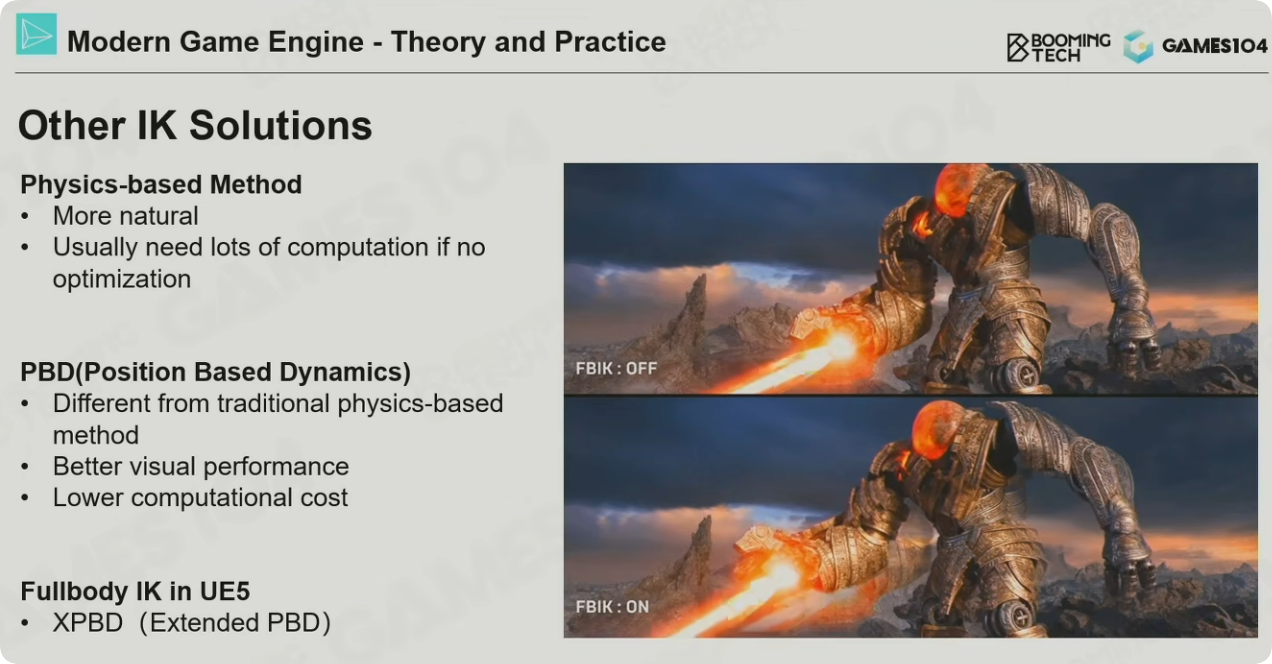 Modern Game Engine - Theory and Practice
BOOMING
TECH
GAMES104
Other IK Solutions
Physics-based Method
• More natural
• Usually need lots of computation if no
optimization
PBD(Position Based Dynamics)
• Different from traditional physics-based
method
• Better visual performance
• Lower computational cost
Fullbody IK in UE5
• XPBD（Extended PBD）
FBIK : OFF
FBIK : ON